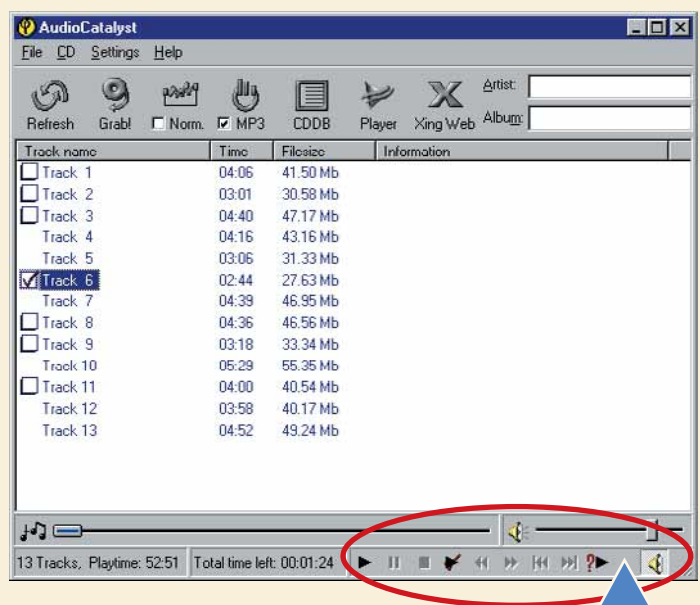 AudioCatalyst
File CD Settings Help
Refresh Grab! Norm. MP3 CDDB Player Xing Web Artist:
Album:
Track name Time Filesize Information
Track 1 04:06 41.50 Mb
Track 2 03:01 30.58 Mb
Track 3 04:40 47.17 Mb
Track 4 04:16 43.16 Mb
Track 5 03:06 31.33 Mb
Track 6 02:44 27.63 Mb
Track 7 04:39 46.95 Mb
Track 8 04:36 46.56 Mb
Track 9 03:18 33.34 Mb
Track 10 05:29 55.35 Mb
Track 11 04:00 40.54 Mb
Track 12 03:58 40.17 Mb
Track 13 04:52 49.24 Mb
13 Tracks, Playtime: 52:51 Total time left: 00:01:24